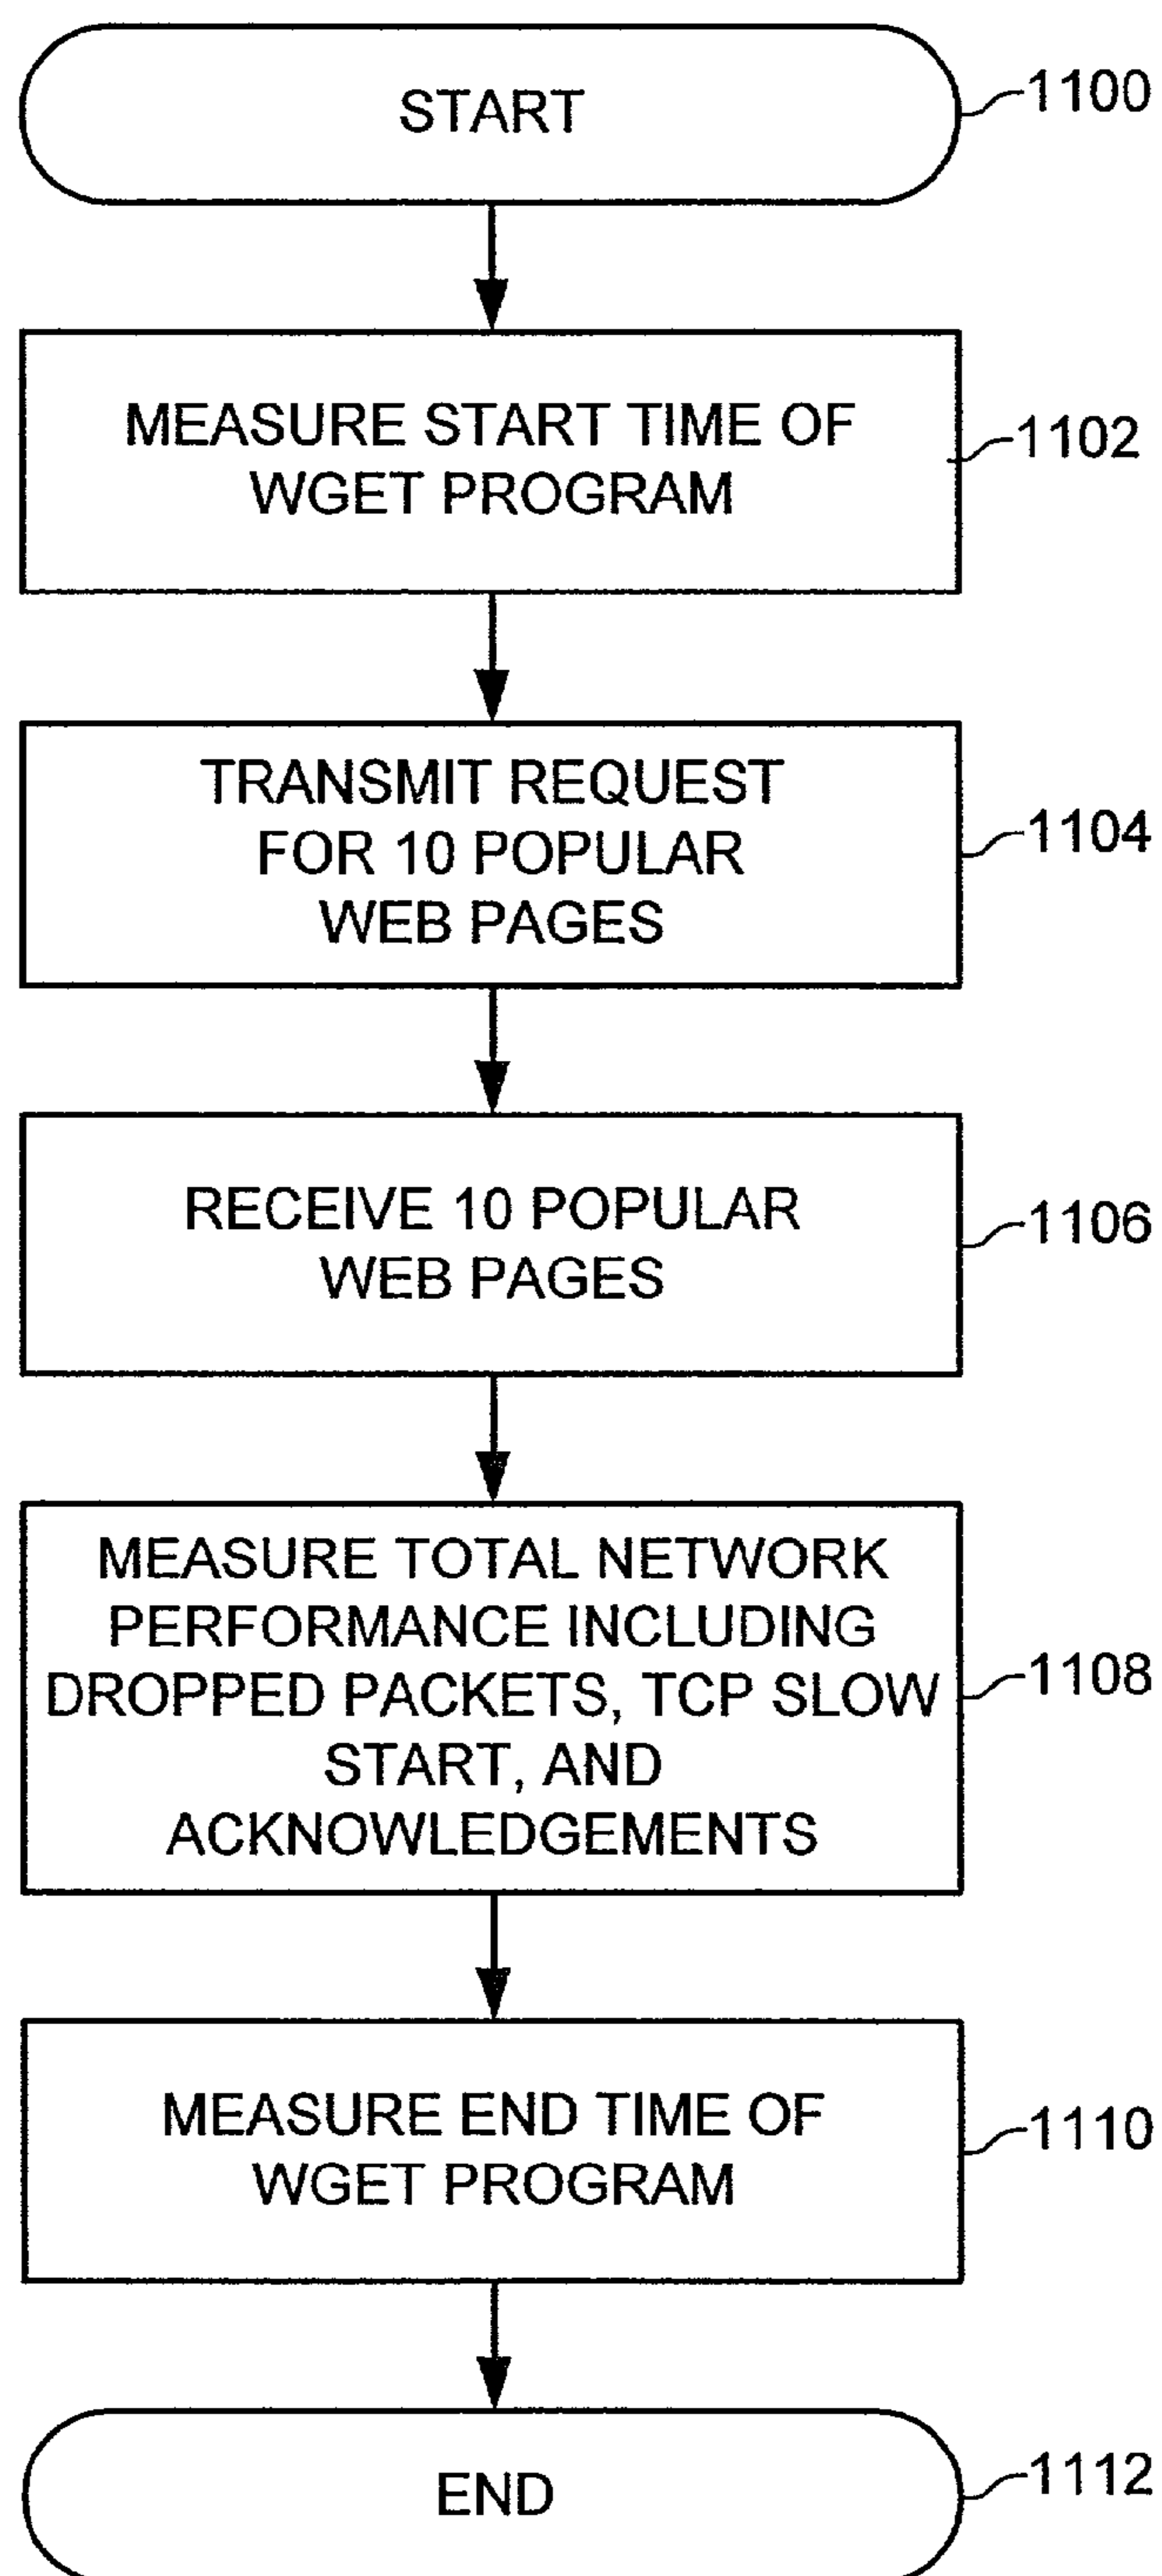 START
1100
MEASURE START TIME OF
WGET PROGRAM
1102
TRANSMIT REQUEST
FOR 10 POPULAR
WEB PAGES
1104
RECEIVE 10 POPULAR
WEB PAGES
1106
MEASURE TOTAL NETWORK
PERFORMANCE INCLUDING
DROPPED PACKETS, TCP SLOW
START, AND
ACKNOWLEDGEMENTS
1108
MEASURE END TIME OF
WGET PROGRAM
1110
END
1112